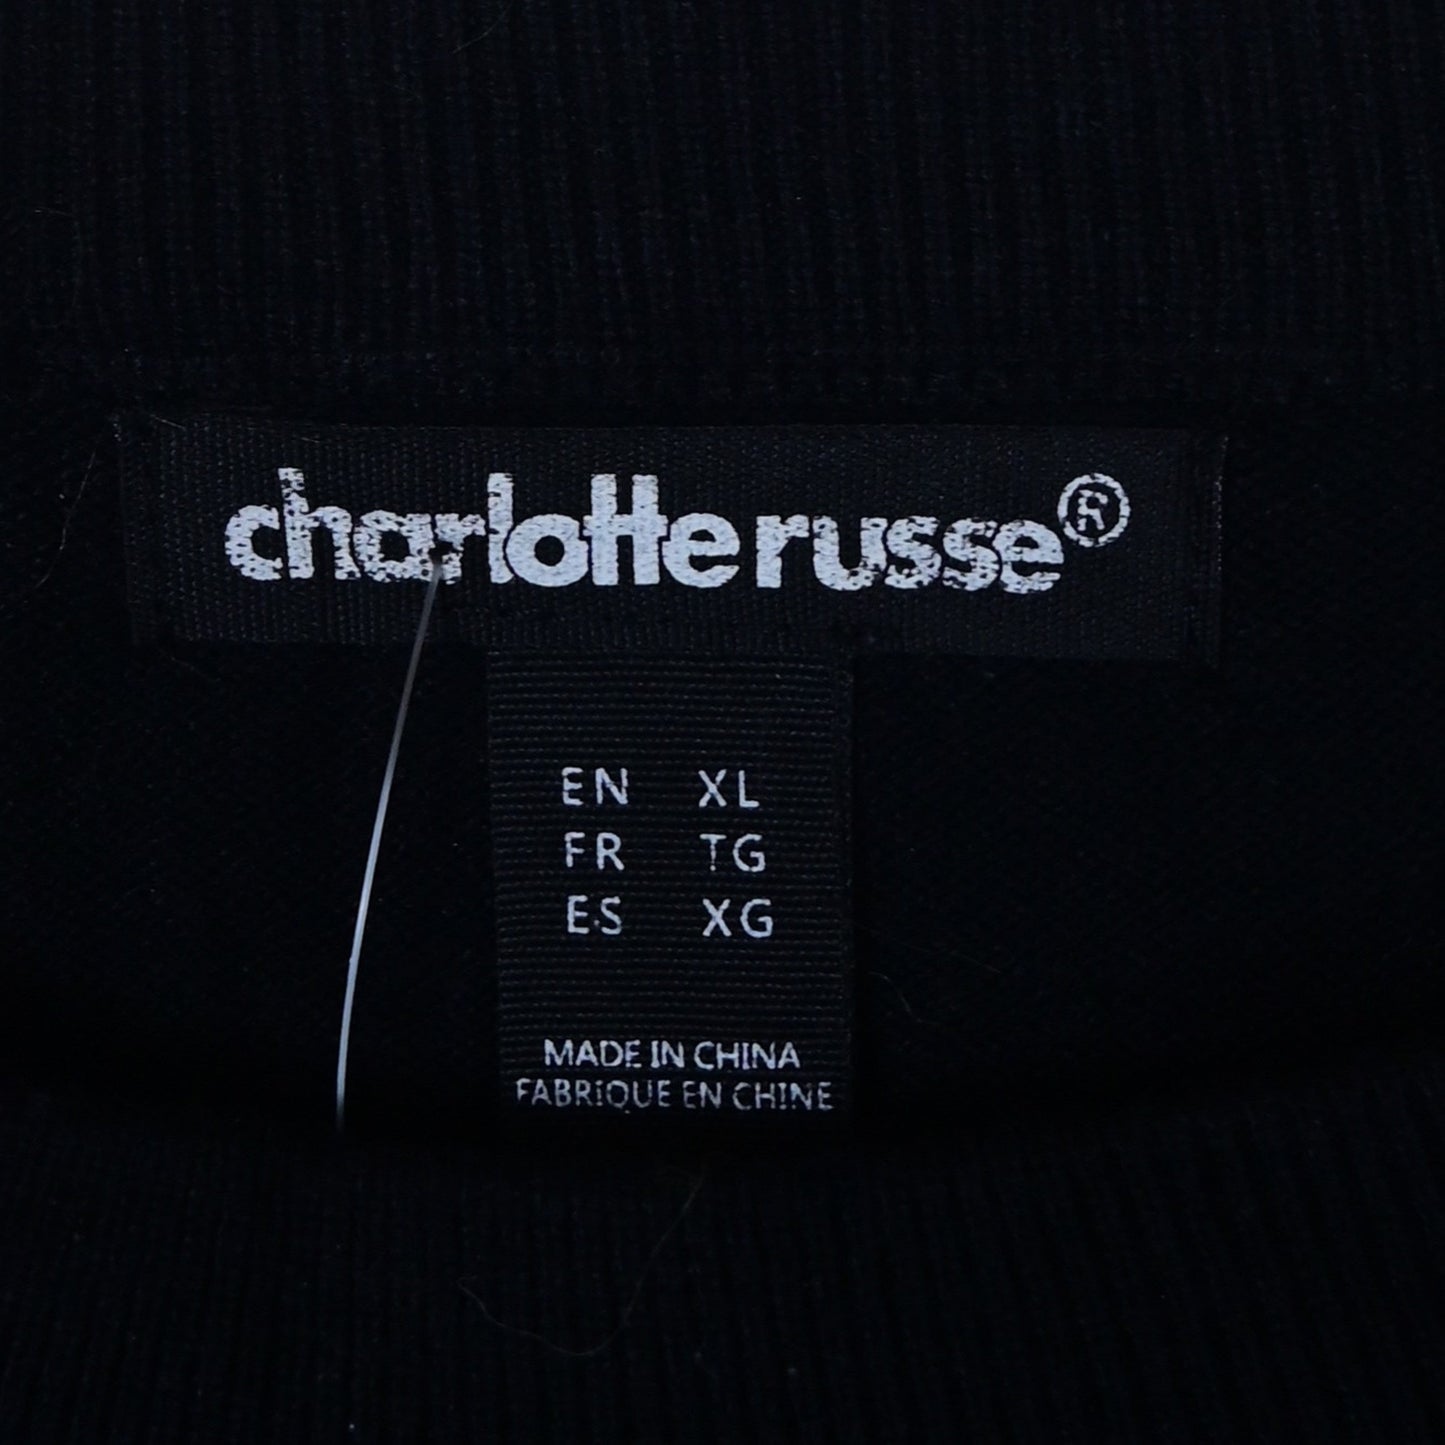 charlotte russe®
EN XL
FR TG
ES XG
MADE IN CHINA
FABRIQUE EN CHINE